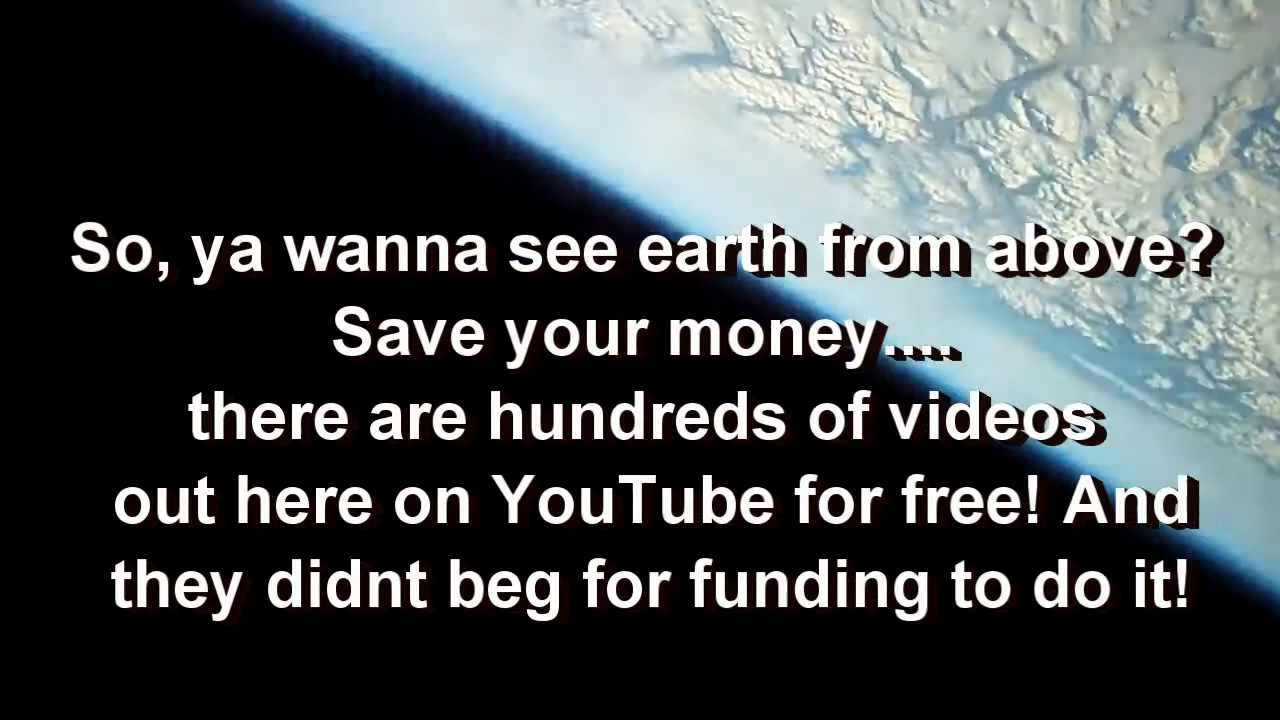 So, ya wanna see earth from above?
Save your money....
there are hundreds of videos
out here on YouTube for free! And
they didnt beg for funding to do it!